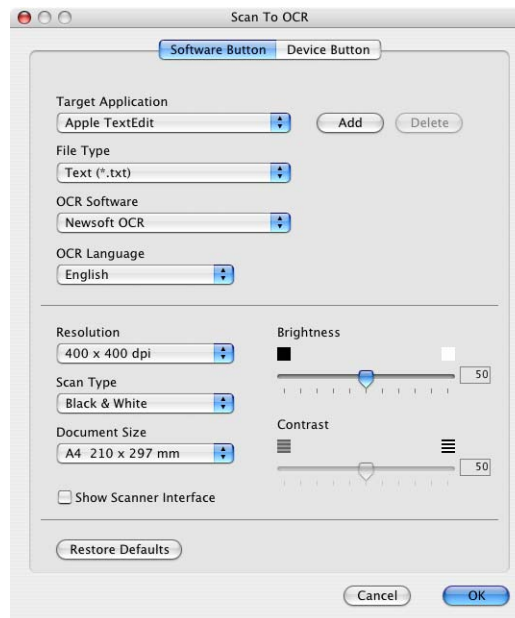 Scan To OCR
Software Button Device Button
Target Application
Apple TextEdit Add Delete
File Type
Text (*.txt)
OCR Software
Newsoft OCR
OCR Language
English
Resolution Brightness
400 x 400 dpi
50
Scan Type
Black & White
Document Size Contrast
A4 210 x 297 mm
50
Show Scanner Interface
Restore Defaults
Cancel OK